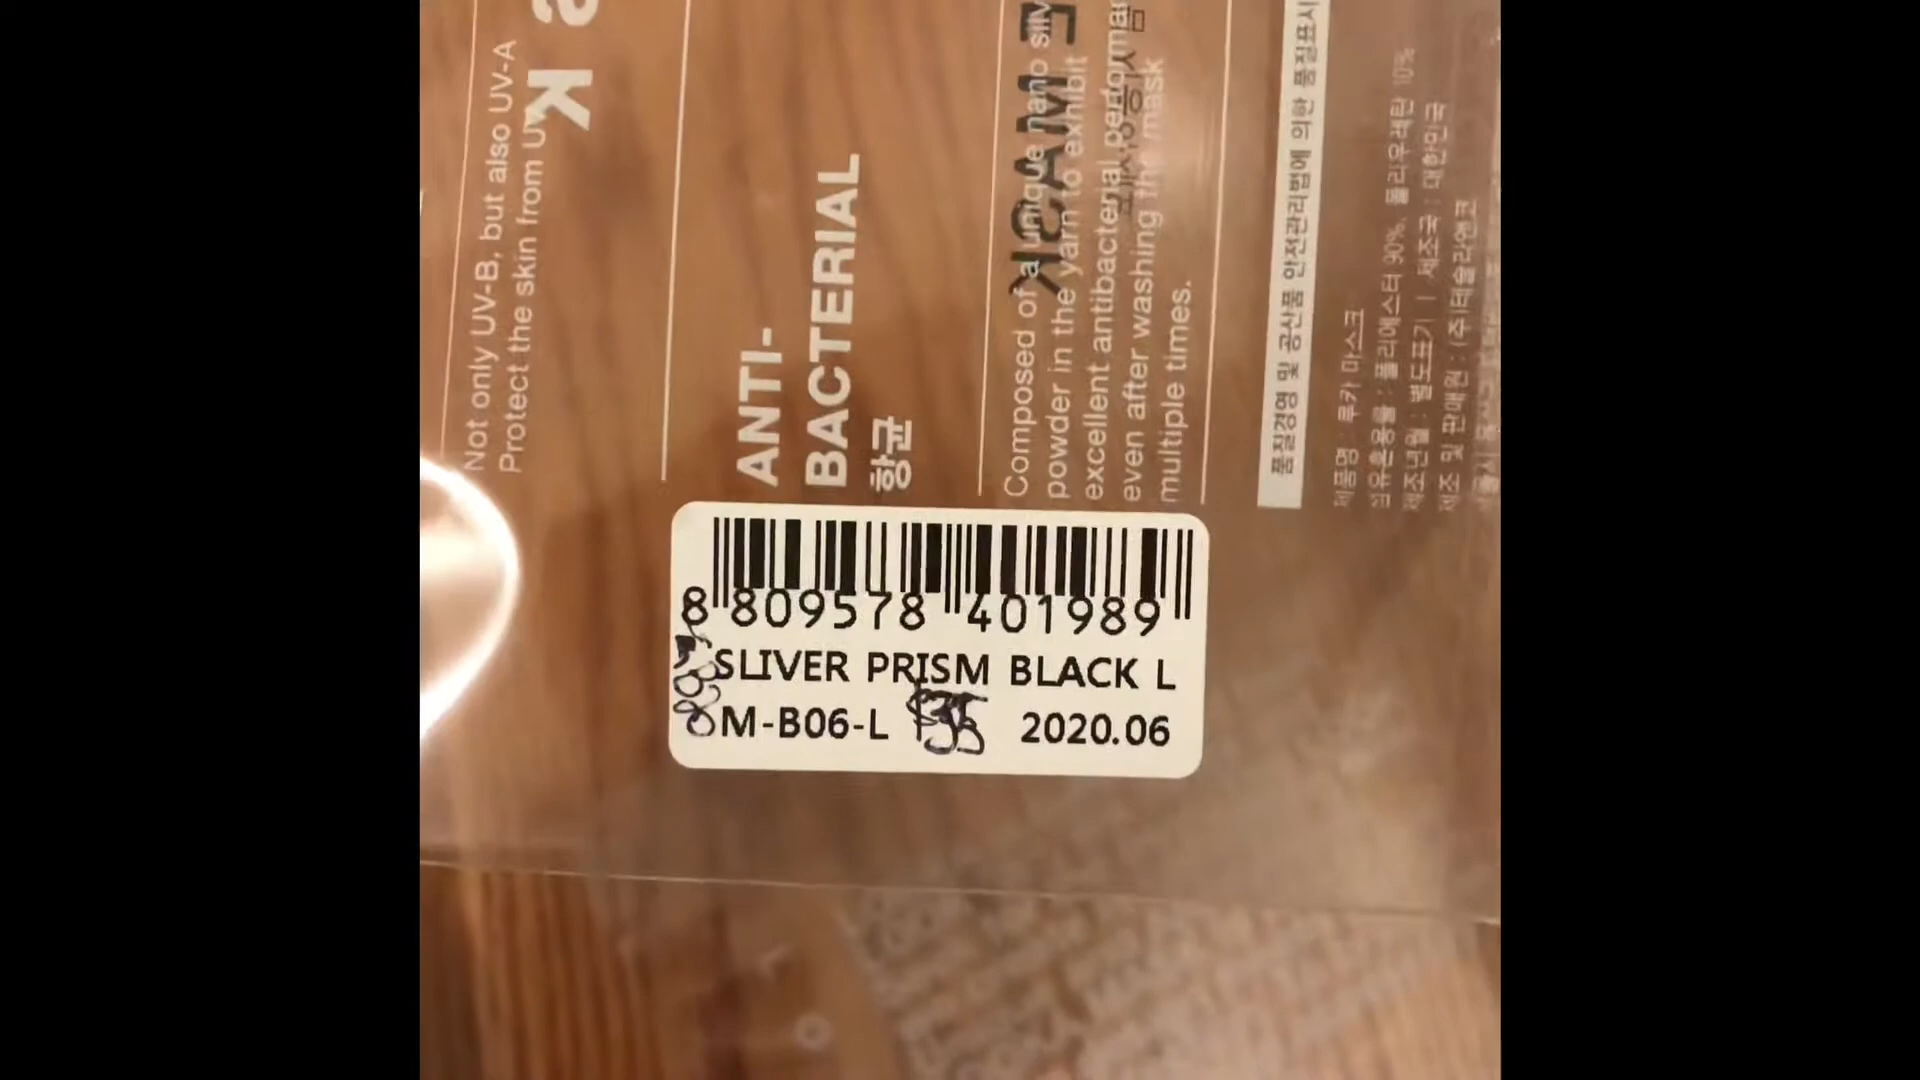 Not only UV-B, but also UV-A
Protect the skin from UV
ANTI-
BACTERIAL
항균
Composed of a unique nano silv
powder in the yarn to exhibit
excellent antibacterial performa
even after washing the mask
multiple times.
K MASK
품질경영 및 공산품 안전관리법에 의한 품질표시
제품명 : 루카 마스크
섬유혼용률 : 폴리에스터 90%, 폴리우레탄 10%
제조년월 : 별도표기 | 제조국 : 대한민국
제조 및 판매원 : (주)테슬라엔코
8 809578 401989
SLIVER PRISM BLACK L
M-B06-L $35 2020.06